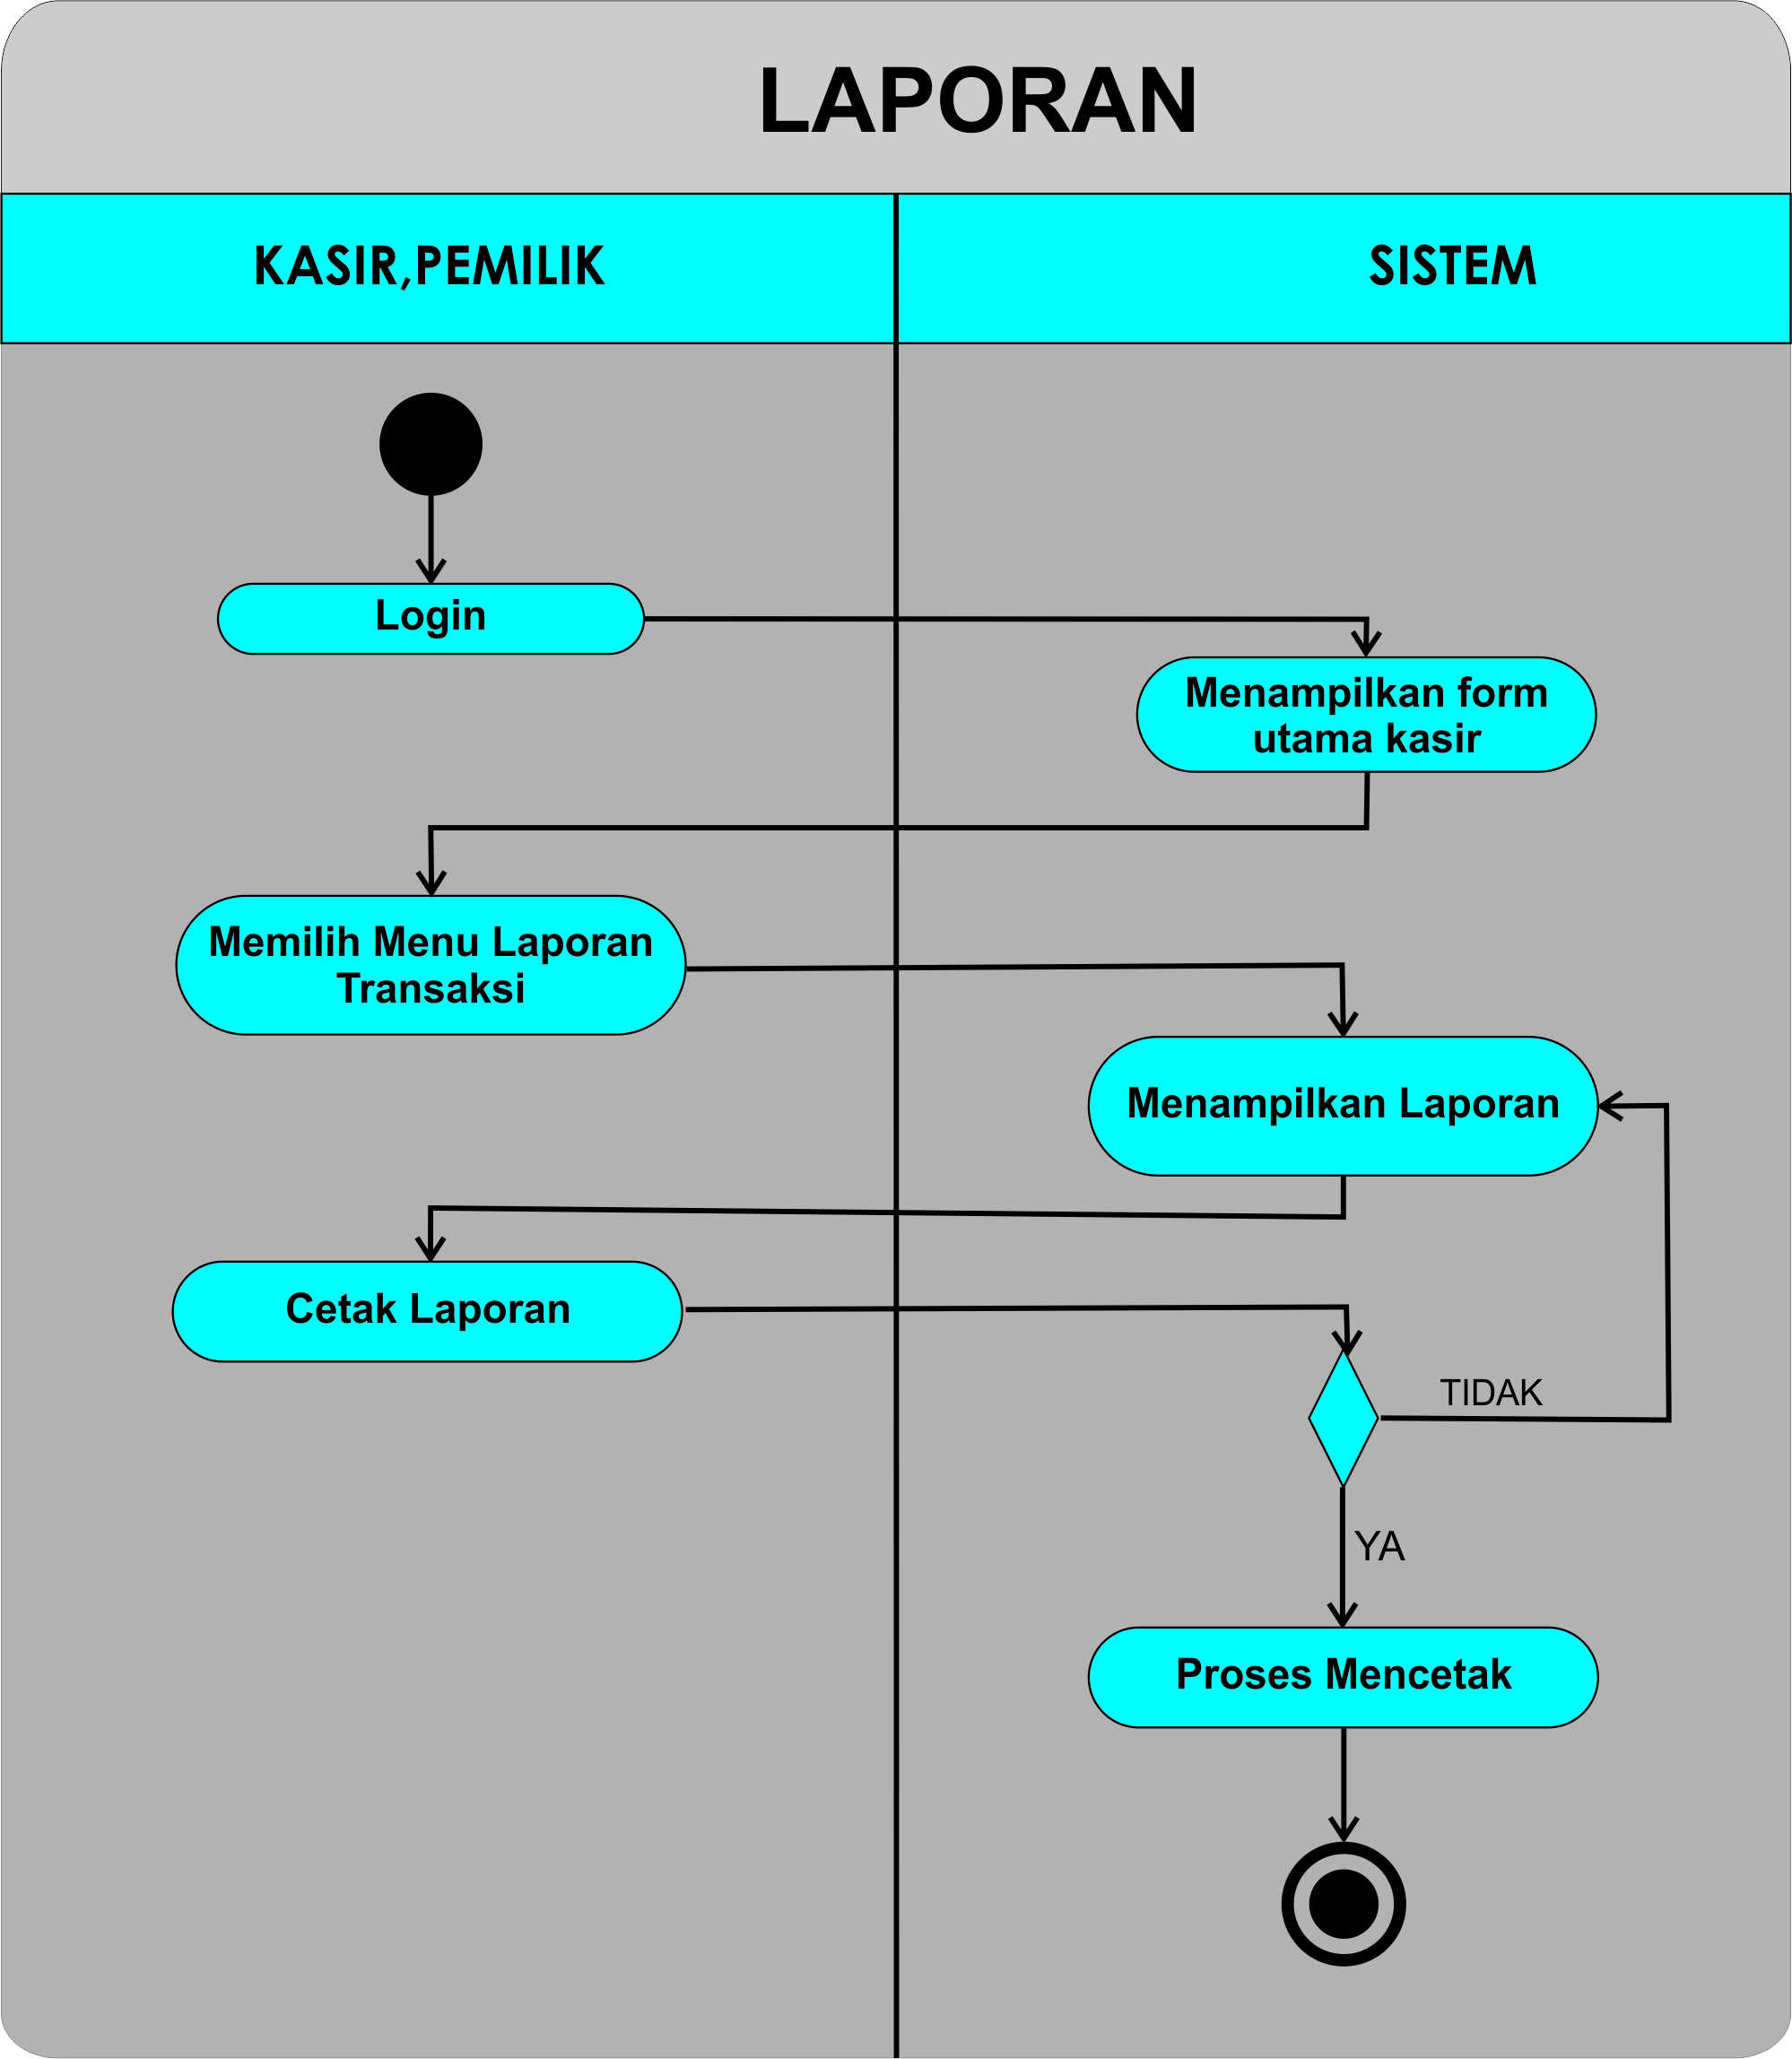 LAPORAN
KASIR,PEMILIK
SISTEM
Login
Menampilkan form
utama kasir
Memilih Menu Laporan
Transaksi
Menampilkan Laporan
Cetak Laporan
TIDAK
YA
Proses Mencetak